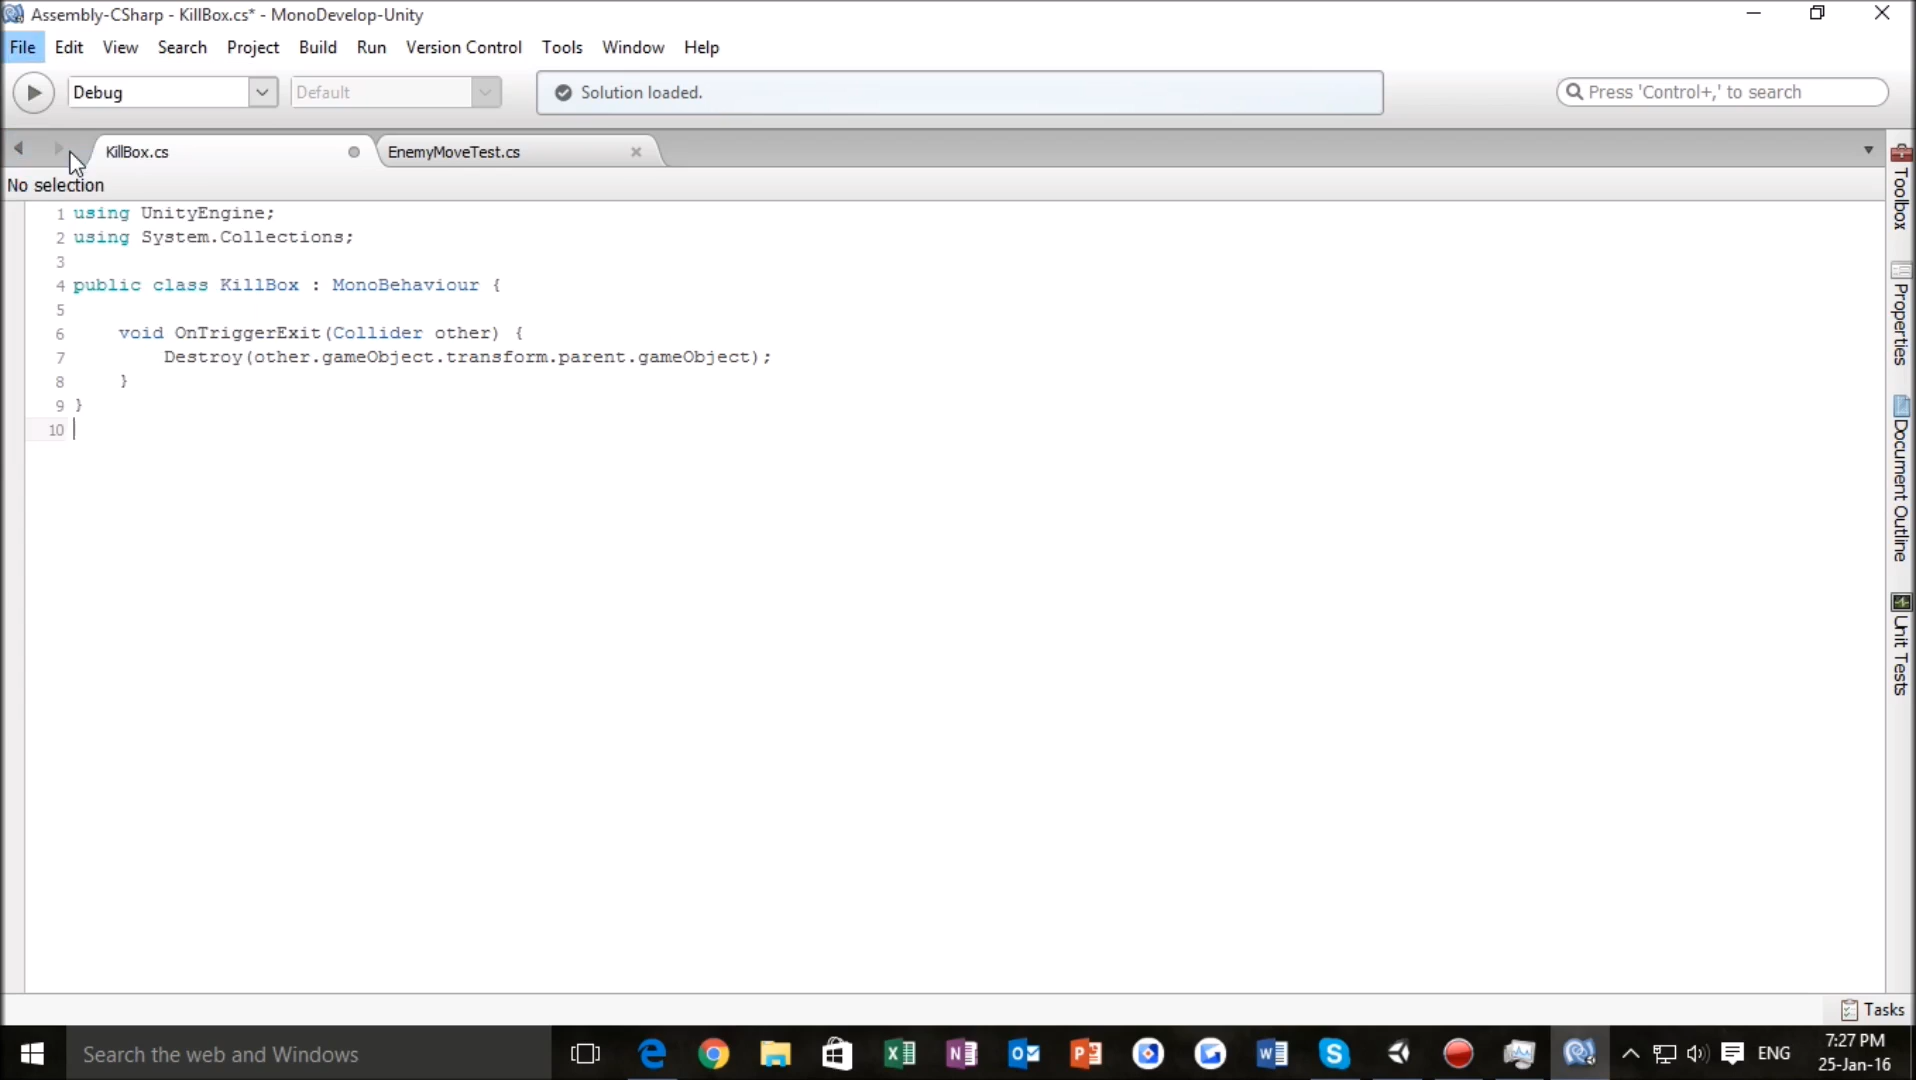 Assembly-CSharp - KillBox.cs* - MonoDevelop-Unity
File Edit View Search Project Build Run Version Control Tools Window Help
Debug Default Solution loaded. Press 'Control+,' to search
KillBox.cs EnemyMoveTest.cs
No selection
1 using UnityEngine;
2 using System.Collections;
3
4 public class KillBox : MonoBehaviour {
5
6 void OnTriggerExit(Collider other) {
7 Destroy(other.gameObject.transform.parent.gameObject);
8 }
9 }
10
Toolbox
Properties
Document Outline
Unit Tests
Tasks
Search the web and Windows ENG 7:27 PM
25-Jan-16